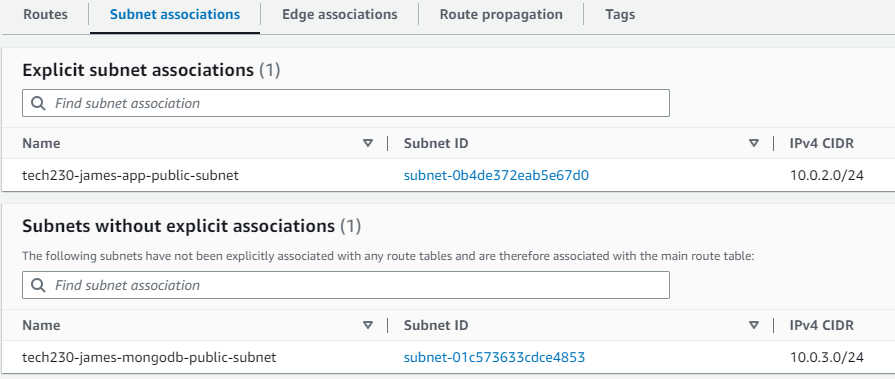 Routes Subnet associations Edge associations Route propagation Tags
Explicit subnet associations (1)
Find subnet association
Name Subnet ID IPv4 CIDR
tech230-james-app-public-subnet subnet-0b4de372eab5e67d0 10.0.2.0/24
Subnets without explicit associations (1)
The following subnets have not been explicitly associated with any route tables and are therefore associated with the main route table:
Find subnet association
Name Subnet ID IPv4 CIDR
tech230-james-mongodb-public-subnet subnet-01c573633cdce4853 10.0.3.0/24